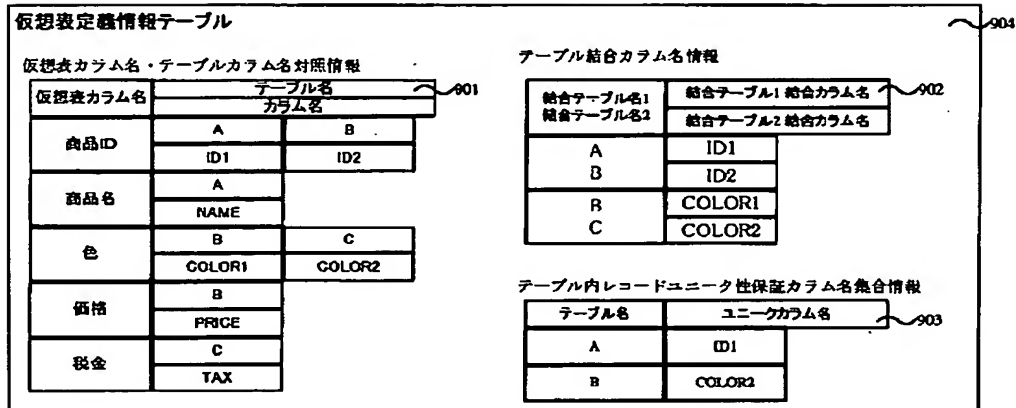 仮想表定義情報テーブル
904
仮想表カラム名・テーブルカラム名対照情報
仮想表カラム名
テーブル名
カラム名
901
商品ID
A B
ID1 ID2
商品名
A
NAME
色
B C
COLOR1 COLOR2
価格
B
PRICE
税金
C
TAX
テーブル結合カラム名情報
結合テーブル名1
結合テーブル名2
結合テーブル1 結合カラム名
結合テーブル2 結合カラム名
902
A ID1
B ID2
B COLOR1
C COLOR2
テーブル内レコードユニーク性保証カラム名集合情報
テーブル名 ユニークカラム名
903
A ID1
B COLOR2